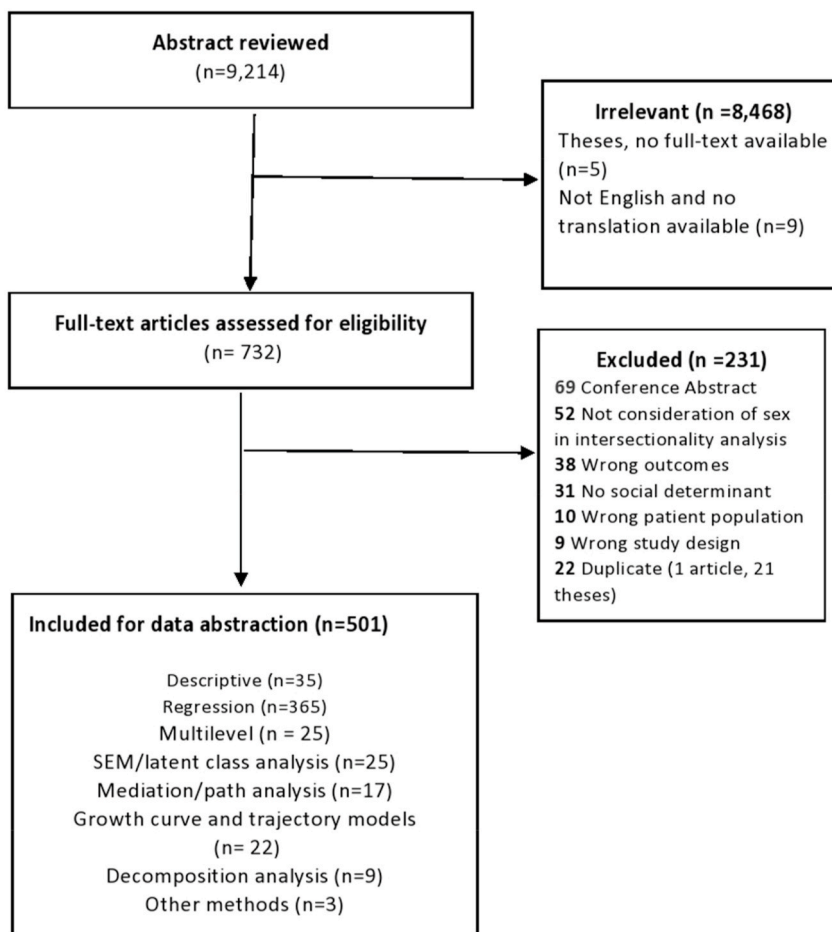 Abstract reviewed
(n=9,214)
Irrelevant (n =8,468)
Theses, no full-text available
(n=5)
Not English and no
translation available (n=9)
Full-text articles assessed for eligibility
(n= 732)
Excluded (n =231)
69 Conference Abstract
52 Not consideration of sex
in intersectionality analysis
38 Wrong outcomes
31 No social determinant
10 Wrong patient population
9 Wrong study design
22 Duplicate (1 article, 21
theses)
Included for data abstraction (n=501)
Descriptive (n=35)
Regression (n=365)
Multilevel (n = 25)
SEM/latent class analysis (n=25)
Mediation/path analysis (n=17)
Growth curve and trajectory models
(n= 22)
Decomposition analysis (n=9)
Other methods (n=3)